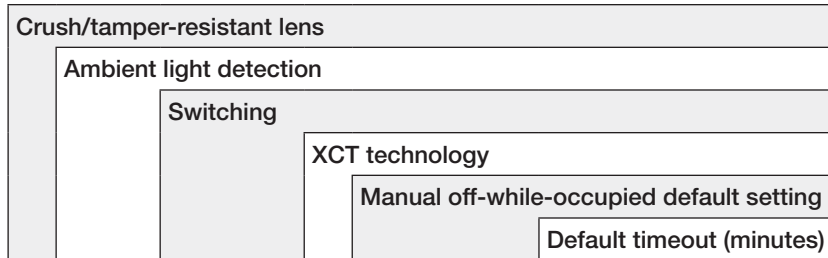 Crush/tamper-resistant lens
Ambient light detection
Switching
XCT technology
Manual off-while-occupied default setting
Default timeout (minutes)